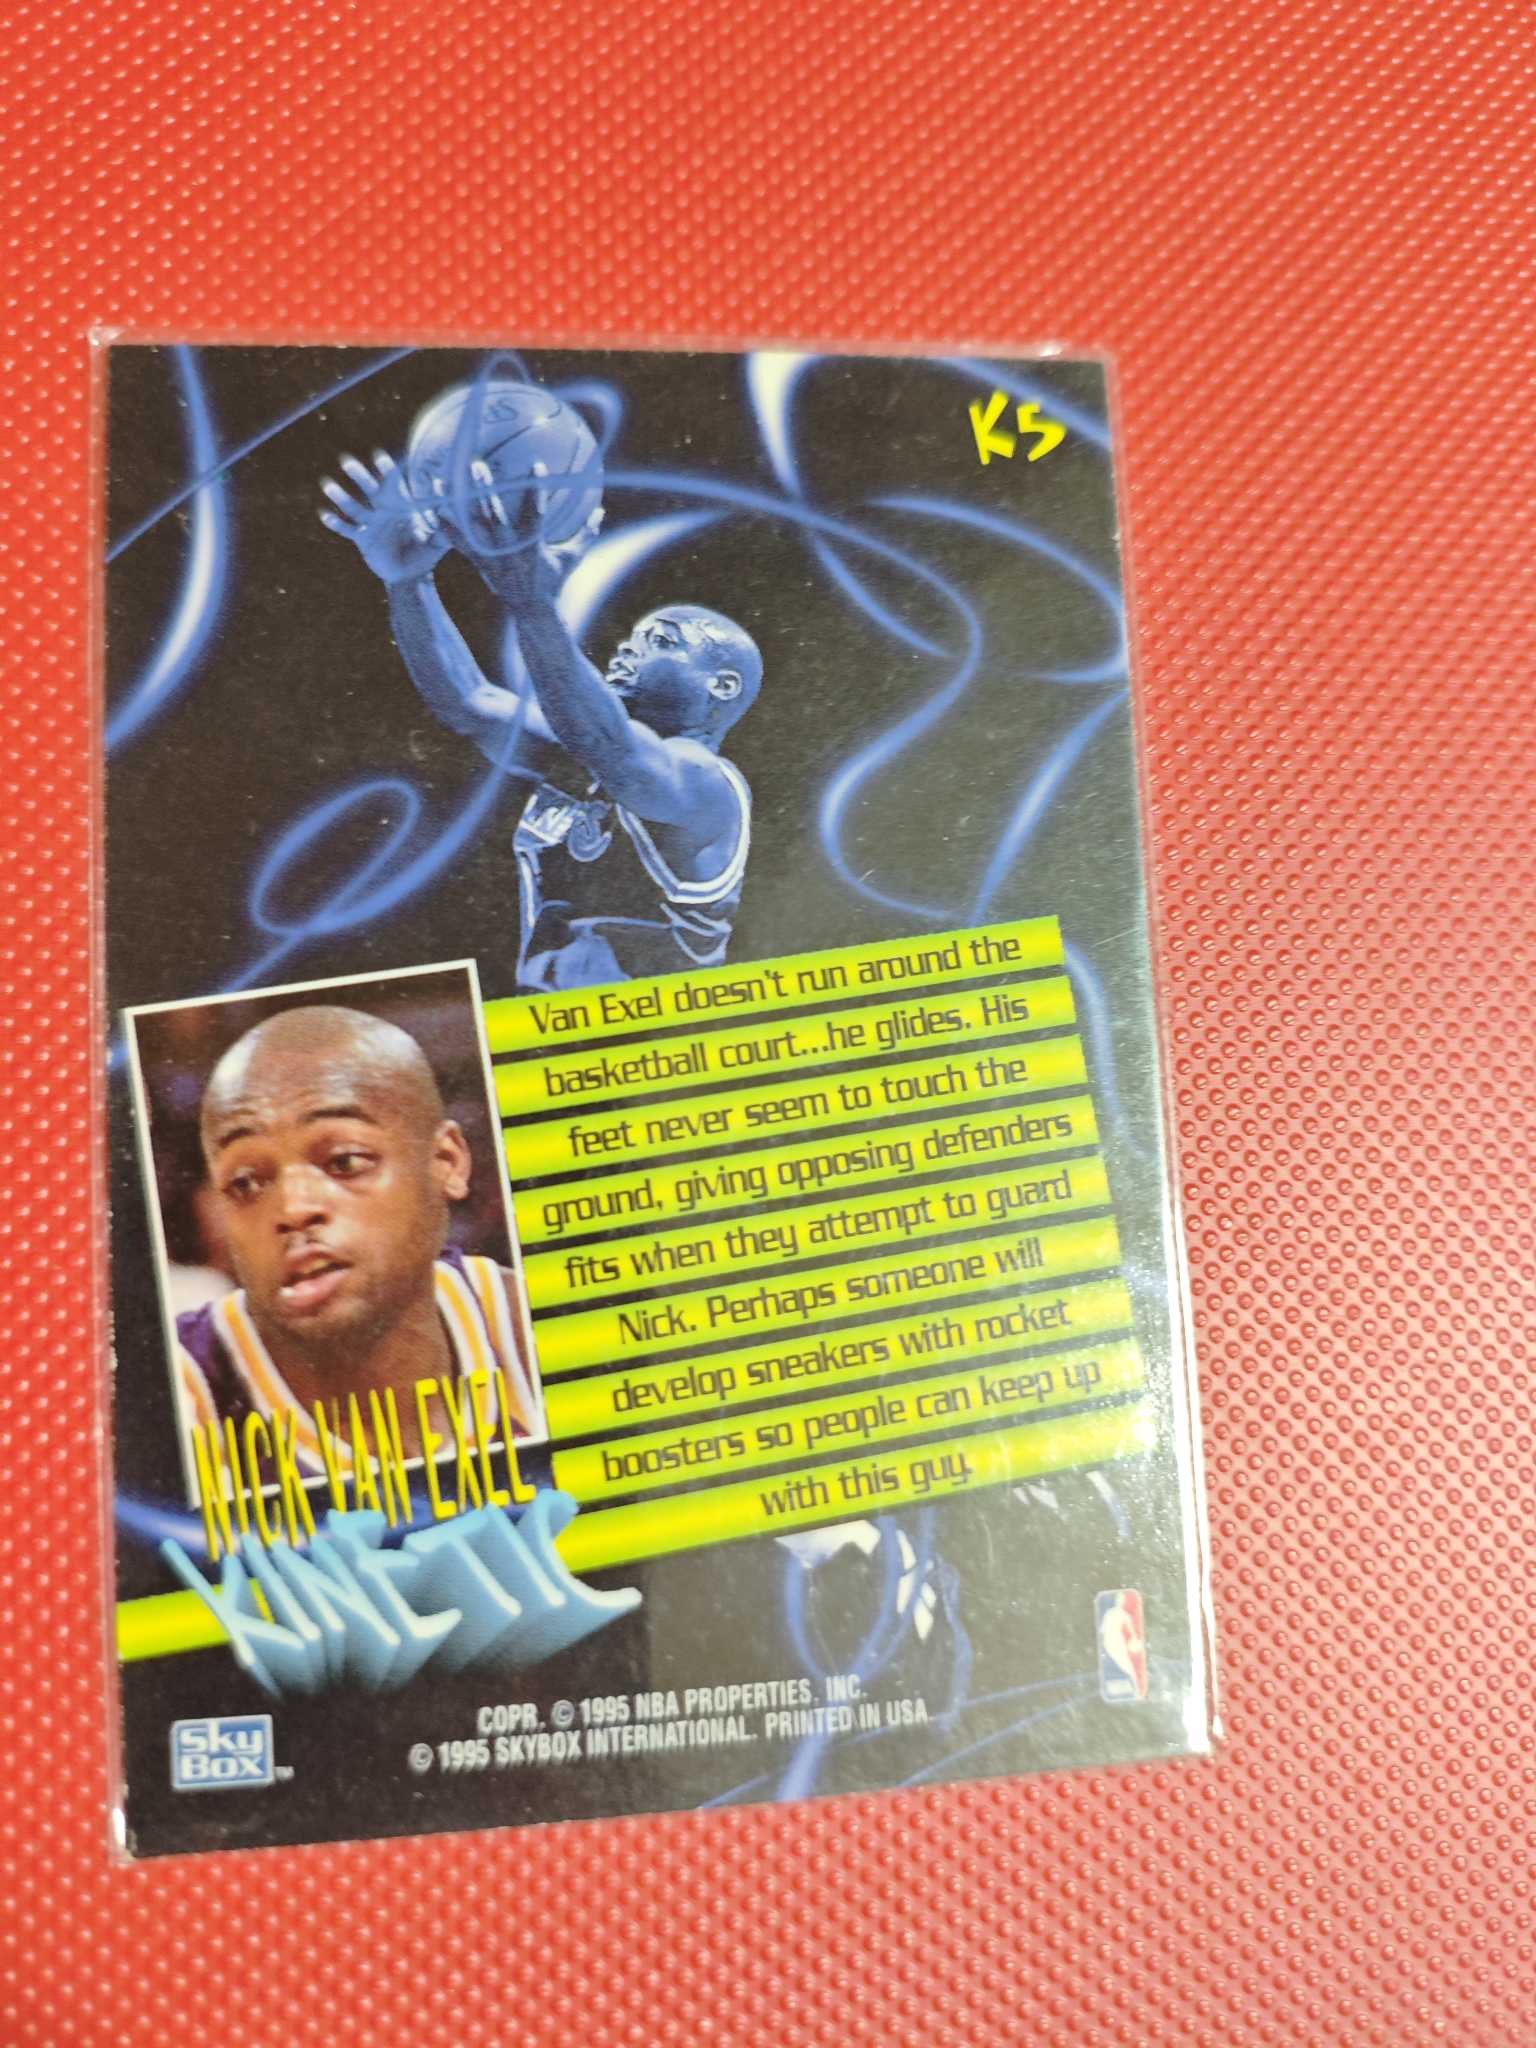 K5
Van Exel doesn't run around the
basketball court...he glides. His
feet never seem to touch the
ground, giving opposing defenders
fits when they attempt to guard
Nick. Perhaps someone will
develop sneakers with rocket
boosters so people can keep up
with this guy.
NICK VAN EXEL
KINETIC
COPR. © 1995 NBA PROPERTIES, INC.
© 1995 SKYBOX INTERNATIONAL. PRINTED IN USA
Sky
Box™
NBA